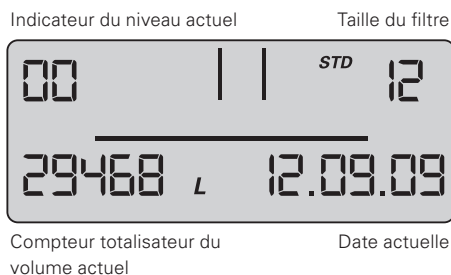 Indicateur du niveau actuel Taille du filtre
00 STD 12
29468 L 12.09.09
Compteur totalisateur du Date actuelle
volume actuel